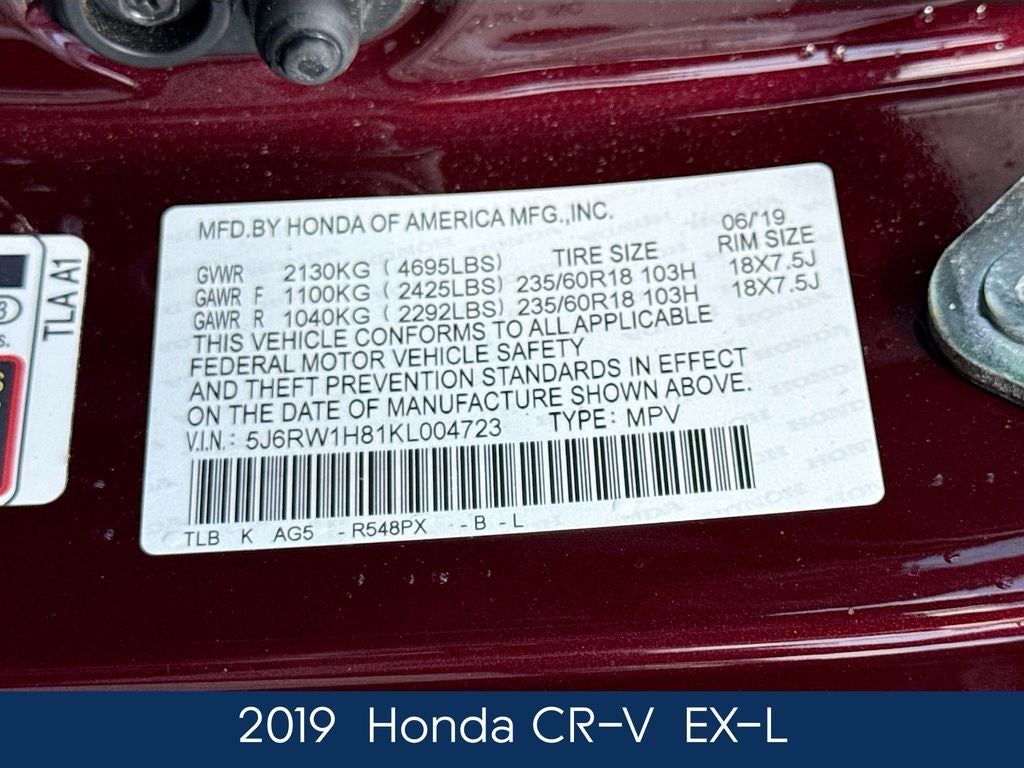 MFD.BY HONDA OF AMERICA MFG.,INC. 06/'19
TIRE SIZE RIM SIZE
GVWR 2130KG ( 4695LBS)
GAWR F 1100KG ( 2425LBS) 235/60R18 103H 18X7.5J
GAWR R 1040KG ( 2292LBS) 235/60R18 103H 18X7.5J
THIS VEHICLE CONFORMS TO ALL APPLICABLE
FEDERAL MOTOR VEHICLE SAFETY
AND THEFT PREVENTION STANDARDS IN EFFECT
ON THE DATE OF MANUFACTURE SHOWN ABOVE.
V.I.N.: 5J6RW1H81KL004723 TYPE: MPV
TLB K AG5 - R548PX - B - L
TLA A1
2019 Honda CR-V EX-L